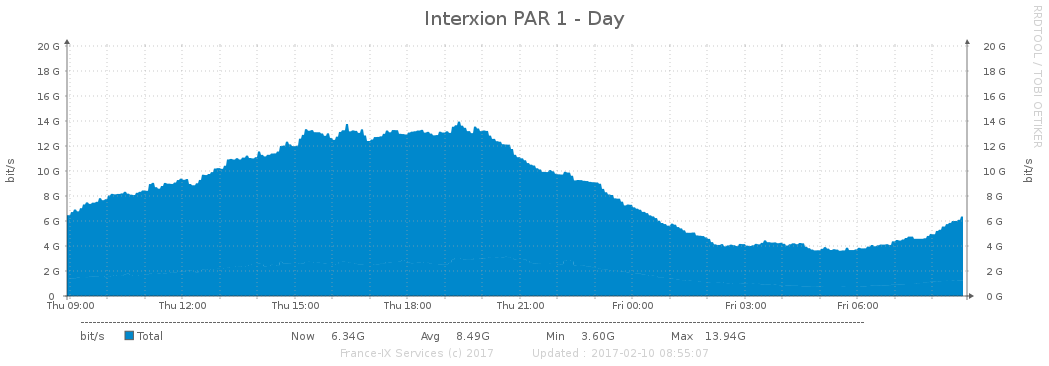 Interxion PAR 1 - Day
RRDTOOL / TOBI OETIKER
bit/s
20 G 20 G
18 G 18 G
16 G 16 G
14 G 14 G
12 G 12 G
10 G 10 G
8 G 8 G
6 G 6 G
4 G 4 G
2 G 2 G
0 0 G
bit/s
Thu 09:00 Thu 12:00 Thu 15:00 Thu 18:00 Thu 21:00 Fri 00:00 Fri 03:00 Fri 06:00
bit/s Total Now 6.34G Avg 8.49G Min 3.60G Max 13.94G
France-IX Services (c) 2017 Updated : 2017-02-10 08:55:07